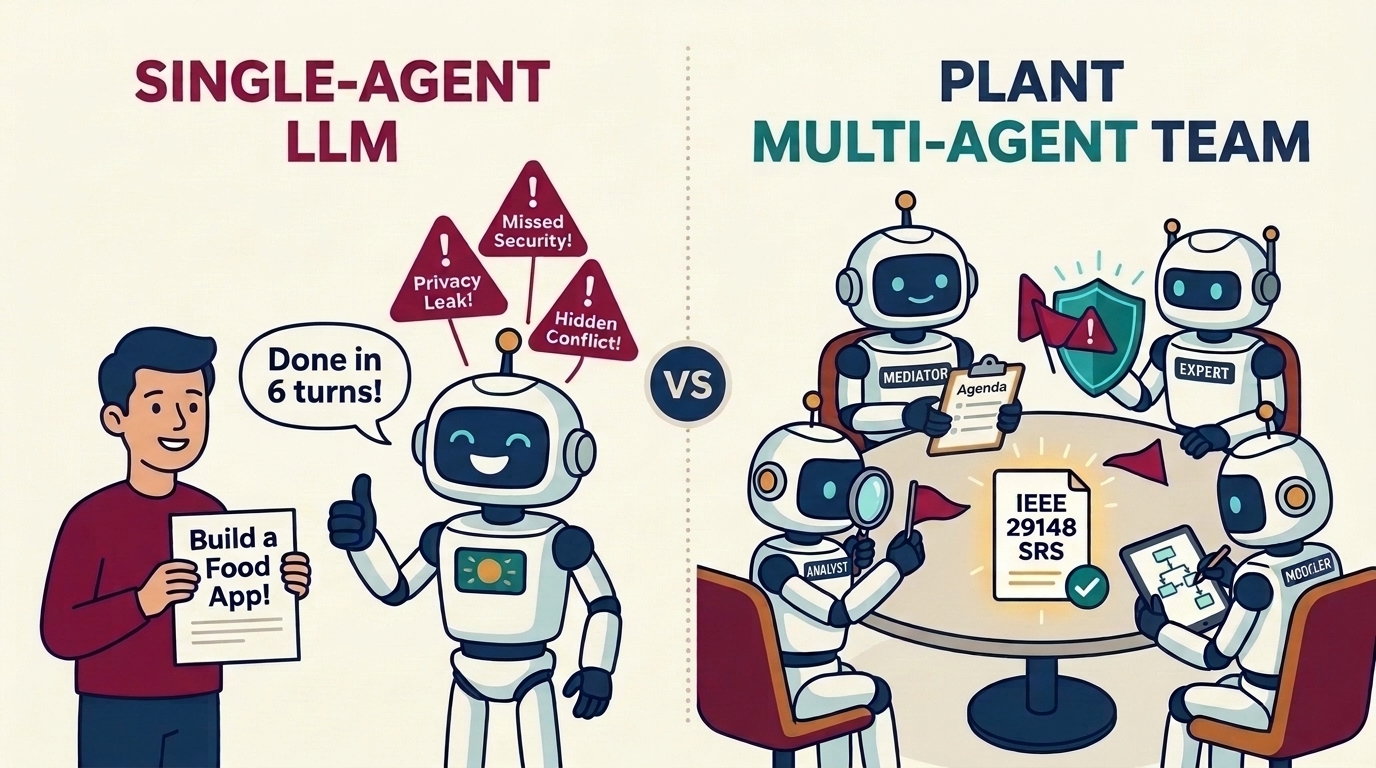 SINGLE-AGENT
LLM
Missed
Security!
Privacy
Leak!
Hidden
Conflict!
Done in
6 turns!
Build a
Food
App!
VS
PLANT
MULTI-AGENT TEAM
MEDIATOR
Agenda
EXPERT
ANALYST
IEEE
29148
SRS